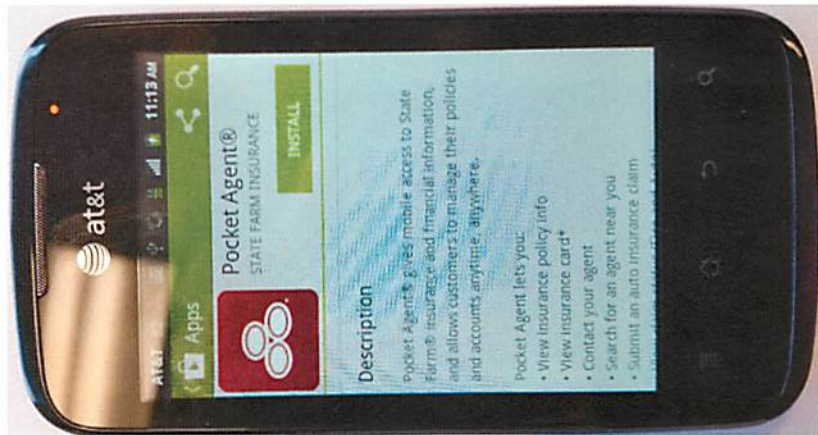 at&t
AT&T 11:13 AM
Apps
Pocket Agent®
STATE FARM INSURANCE
INSTALL
Description
Pocket Agent® gives mobile access to State
Farm® insurance and financial information,
and allows customers to manage their policies
and accounts anytime, anywhere.
Pocket Agent lets you:
• View insurance policy info
• View insurance card*
• Contact your agent
• Search for an agent near you
• Submit an auto insurance claim